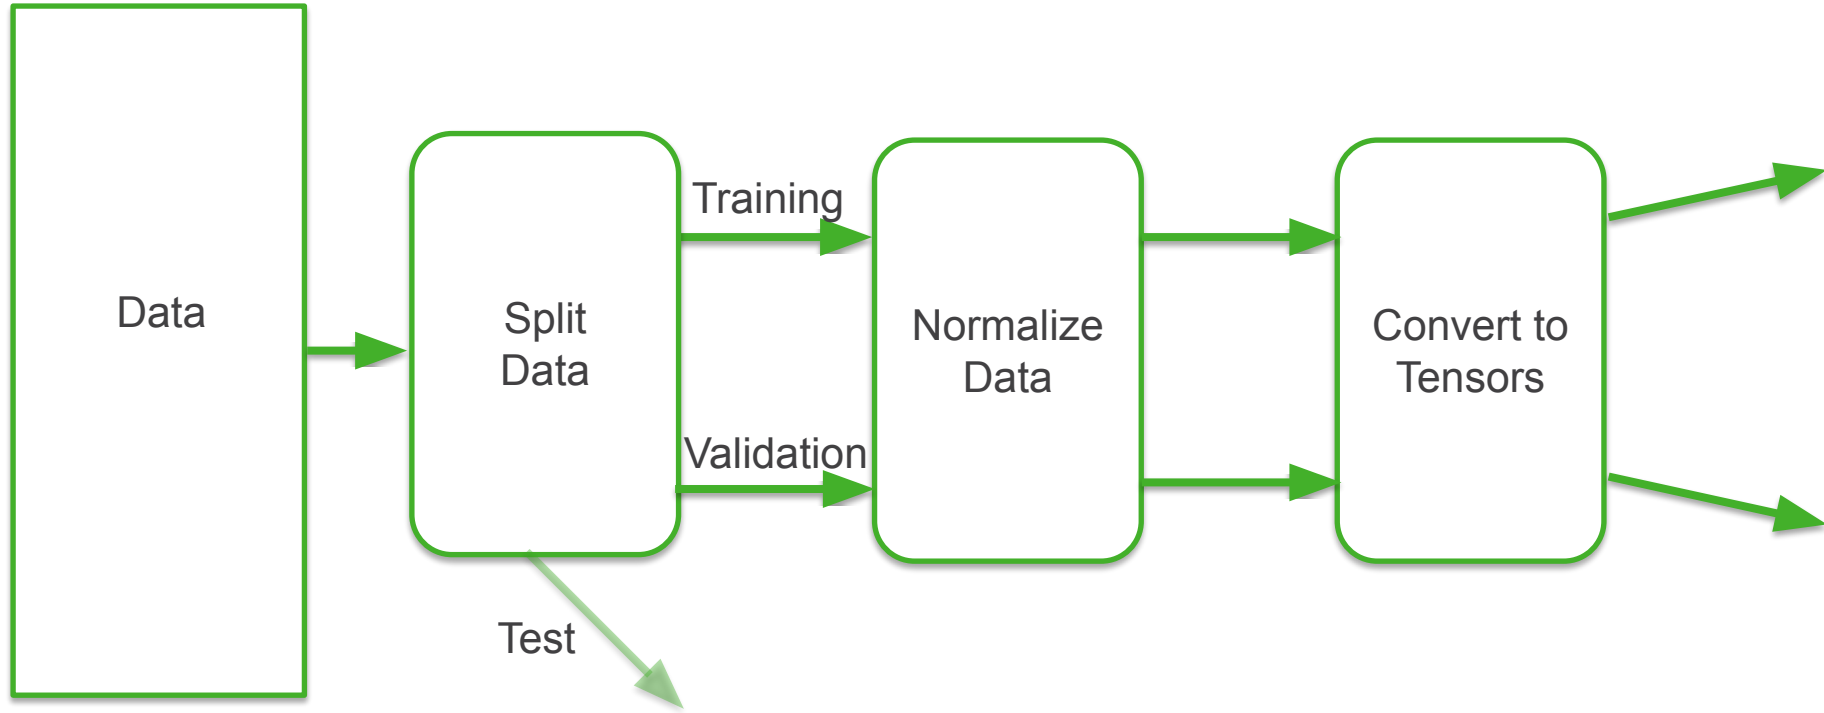 Data
Split
Data
Training
Validation
Test
Normalize
Data
Convert to
Tensors